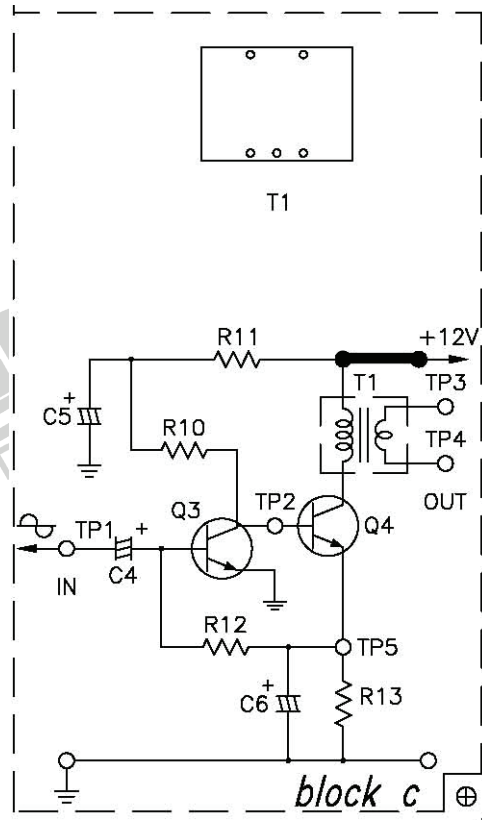 T1
R11
+12V
T1
TP3
+
C5
R10
TP4
Q3
TP2
Q4
OUT
TP1
+
IN
C4
R12
TP5
+
C6
R13
block c